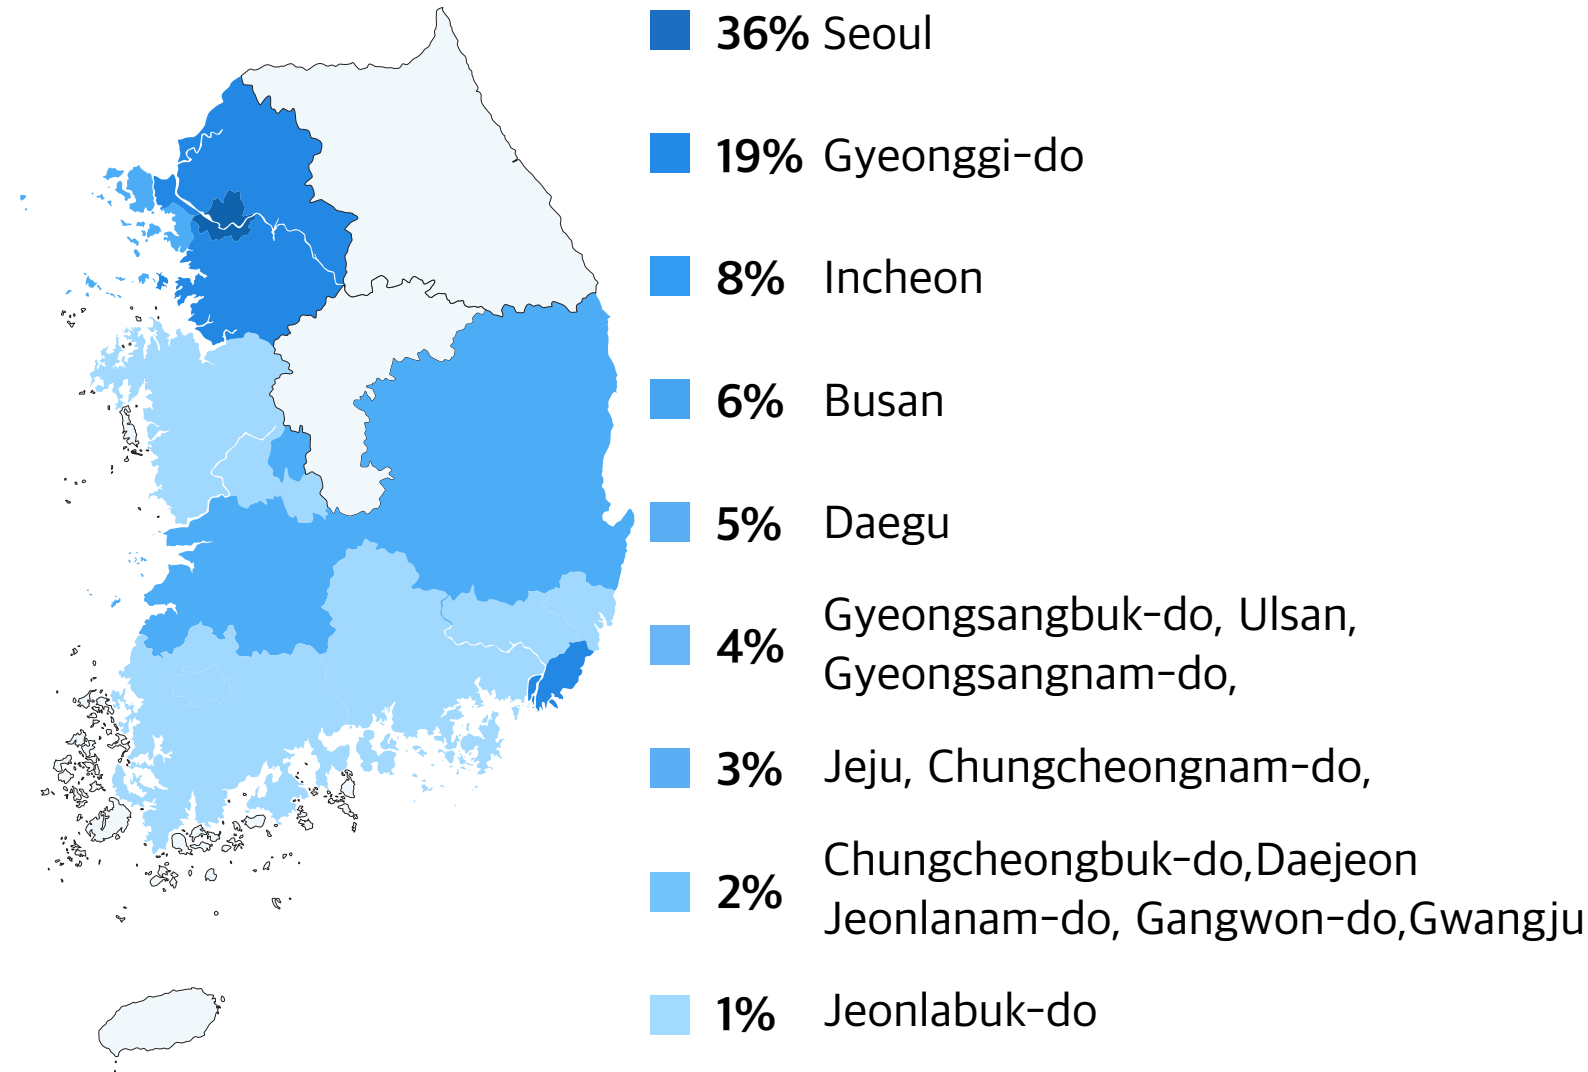 36% Seoul
19% Gyeonggi-do
8% Incheon
6% Busan
5% Daegu
4% Gyeongsangbuk-do, Ulsan,
Gyeongsangnam-do,
3% Jeju, Chungcheongnam-do,
2% Chungcheongbuk-do,Daejeon
Jeonlanam-do, Gangwon-do,Gwangju
1% Jeonlabuk-do